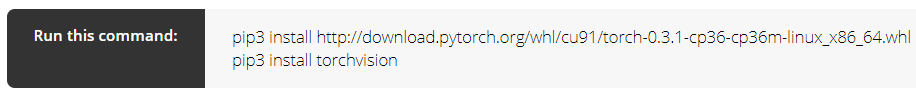 Run this command:
pip3 install http://download.pytorch.org/whl/cu91/torch-0.3.1-cp36-cp36m-linux_x86_64.whl
pip3 install torchvision